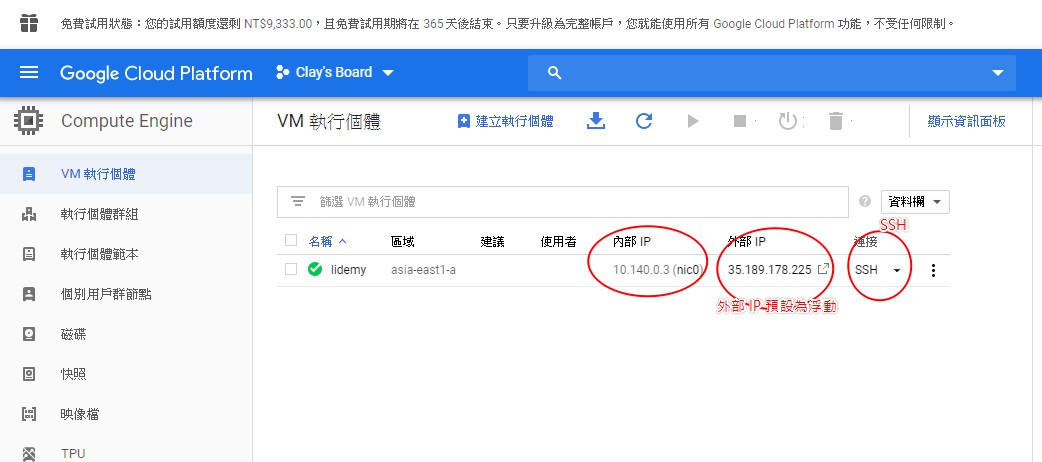 免費試用狀態：您的試用額度還剩 NT$9,333.00，且免費試用期將在 365 天後結束。只要升級為完整帳戶，您就能使用所有 Google Cloud Platform 功能，不受任何限制。
Google Cloud Platform Clay's Board
Compute Engine
VM 執行個體 建立執行個體 顯示資訊面板
VM 執行個體
執行個體群組
執行個體範本
個別用戶群節點
磁碟
快照
映像檔
TPU
篩選 VM 執行個體 資料欄
SSH
名稱 區域 建議 使用者 內部 IP 外部 IP 連接
lidemy asia-east1-a 10.140.0.3 (nic0) 35.189.178.225 SSH
外部 IP 預設為浮動